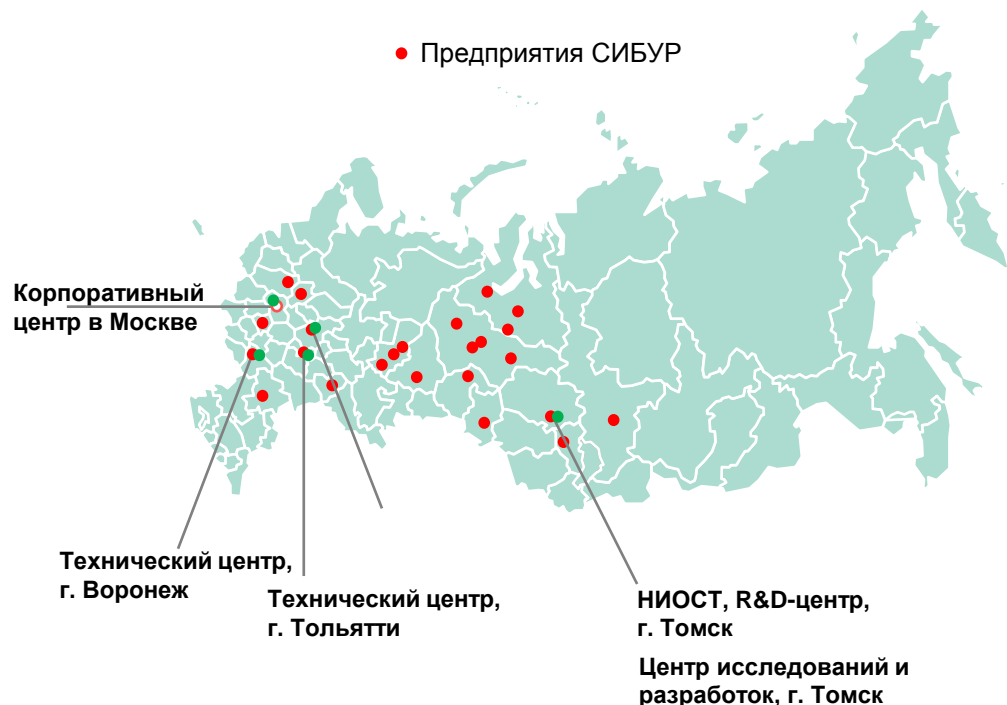 Предприятия СИБУР
Корпоративный
центр в Москве
Технический центр,
г. Воронеж
Технический центр,
г. Тольятти
НИОСТ, R&D-центр,
г. Томск
Центр исследований и
разработок, г. Томск